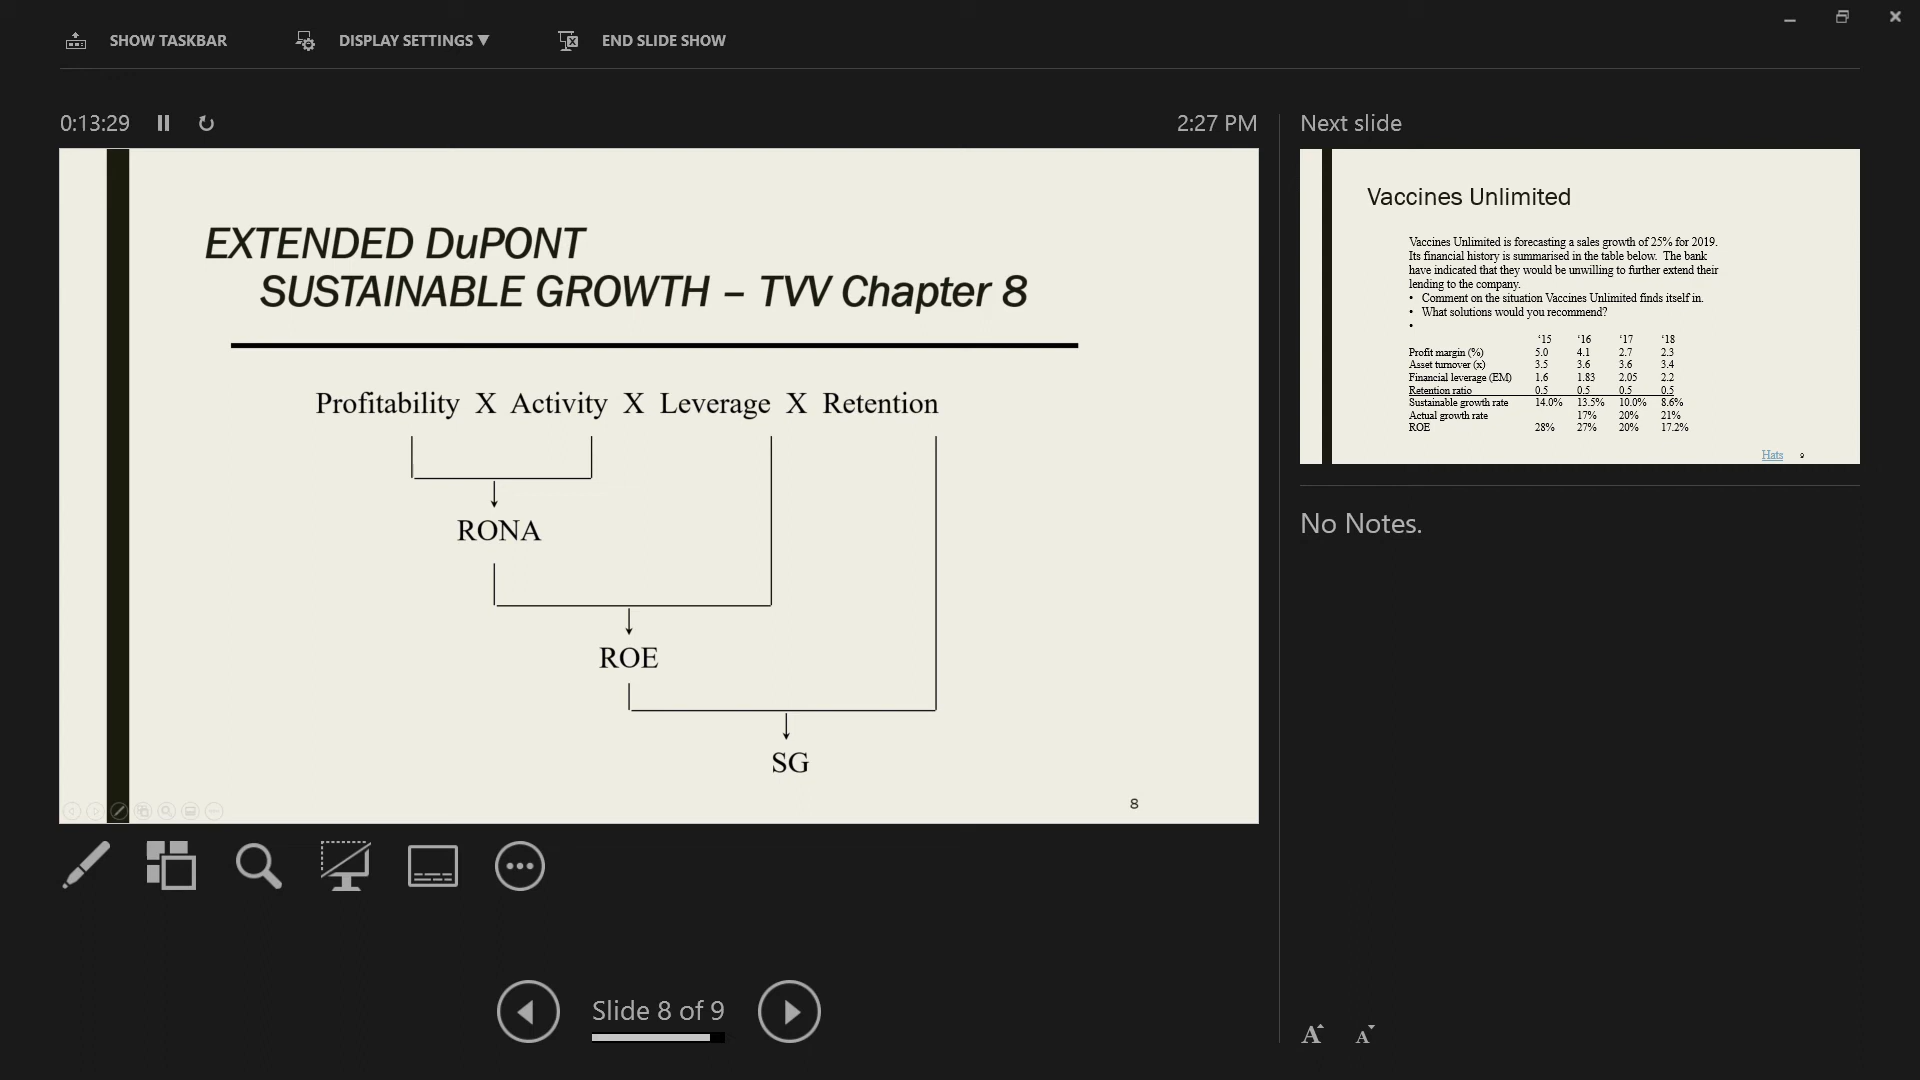 SHOW TASKBAR DISPLAY SETTINGS ▼ END SLIDE SHOW
0:13:29 2:27 PM
EXTENDED DuPONT
SUSTAINABLE GROWTH – TVV Chapter 8
Profitability X Activity X Leverage X Retention
RONA
ROE
SG
8
Slide 8 of 9
Next slide
Vaccines Unlimited
Vaccines Unlimited is forecasting a sales growth of 25% for 2019.
Its financial history is summarised in the table below. The bank
have indicated that they would be unwilling to further extend their
lending to the company.
• Comment on the situation Vaccines Unlimited finds itself in.
• What solutions would you recommend?
•
‘15 ‘16 ‘17 ‘18
Profit margin (%) 5.0 4.1 2.7 2.3
Asset turnover (x) 3.5 3.6 3.6 3.4
Financial leverage (EM) 1.6 1.83 2.05 2.2
Retention ratio 0.5 0.5 0.5 0.5
Sustainable growth rate 14.0% 13.5% 10.0% 8.6%
Actual growth rate 17% 20% 21%
ROE 28% 27% 20% 17.2%
Hats 9
No Notes.
A A